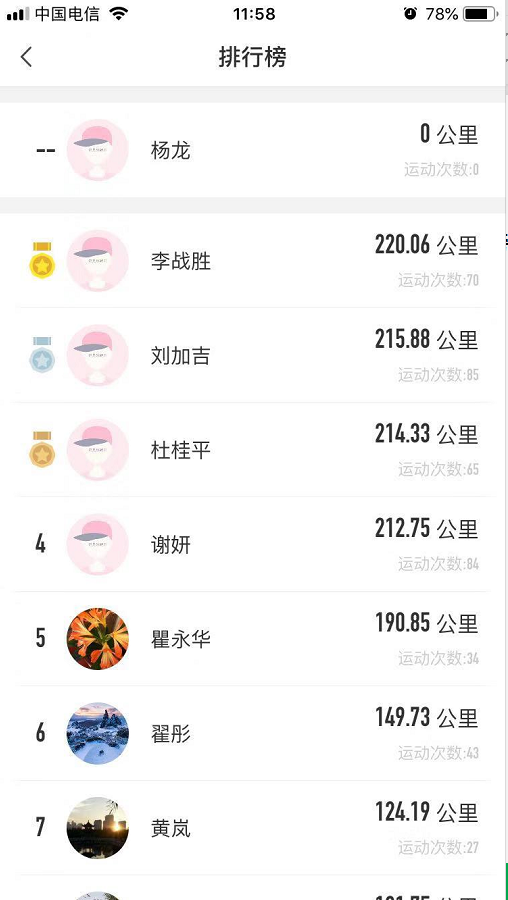 中国电信 11:58 78%
排行榜
-- 杨龙 0 公里
运动次数:0
李战胜 220.06 公里
运动次数:70
刘加吉 215.88 公里
运动次数:85
杜桂平 214.33 公里
运动次数:65
4 谢妍 212.75 公里
运动次数:84
5 瞿永华 190.85 公里
运动次数:34
6 翟彤 149.73 公里
运动次数:43
7 黄岚 124.19 公里
运动次数:27